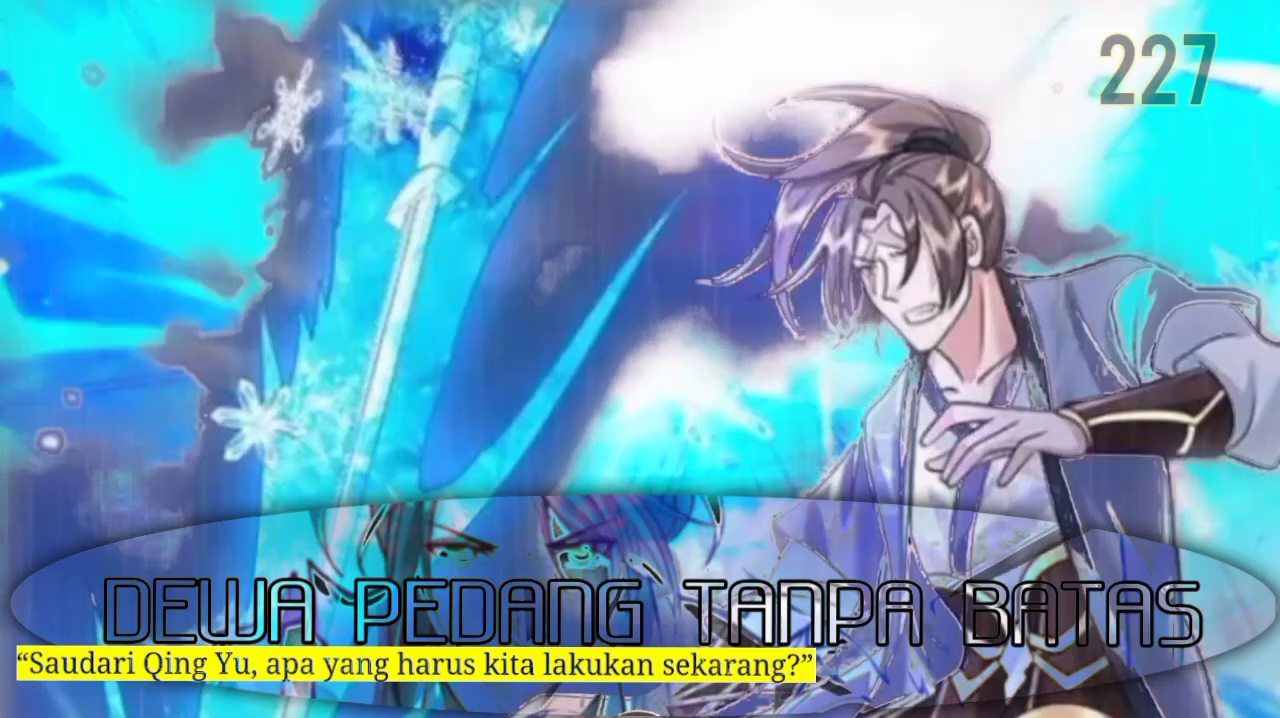 227
DEWA PEDANG TANPA BATAS
“Saudari Qing Yu, apa yang harus kita lakukan sekarang?”